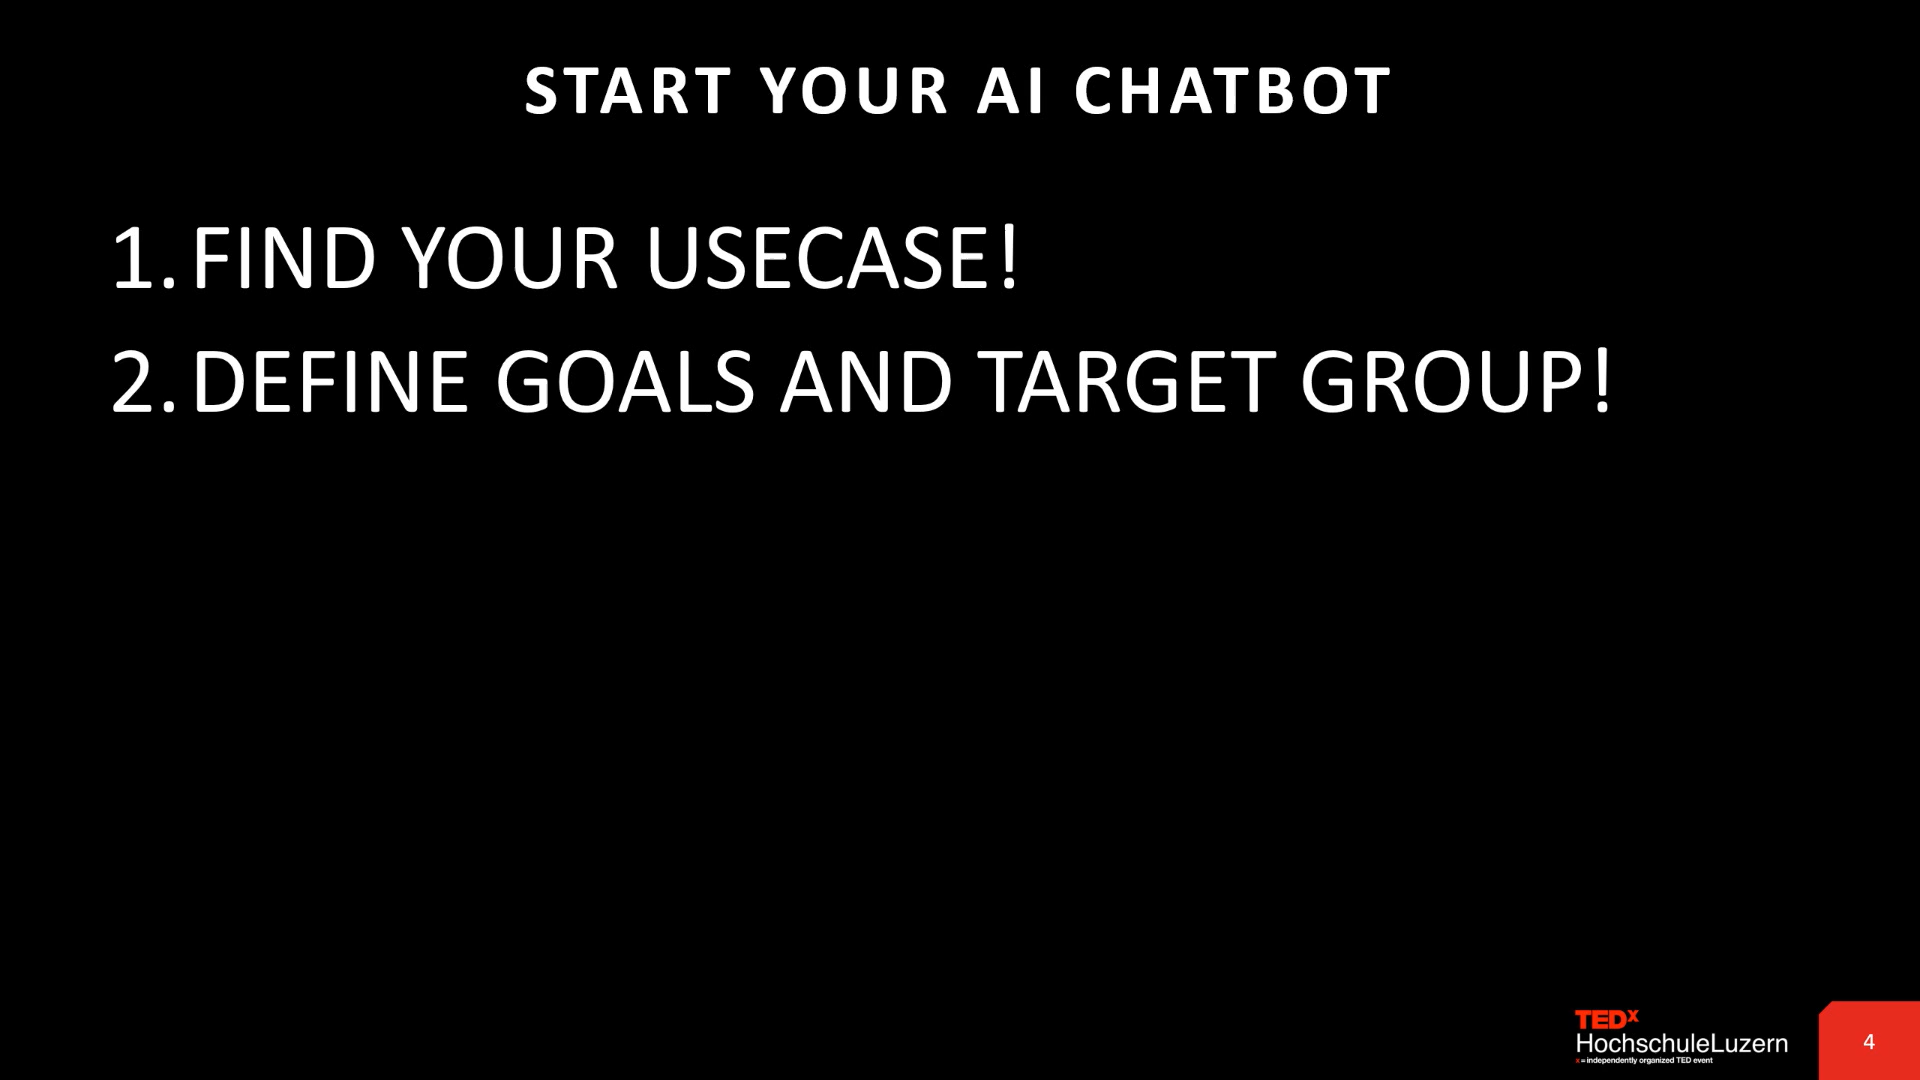 START YOUR AI CHATBOT
1. FIND YOUR USECASE!
2. DEFINE GOALS AND TARGET GROUP!
TEDx
HochschuleLuzern
x = independently organized TED event
4